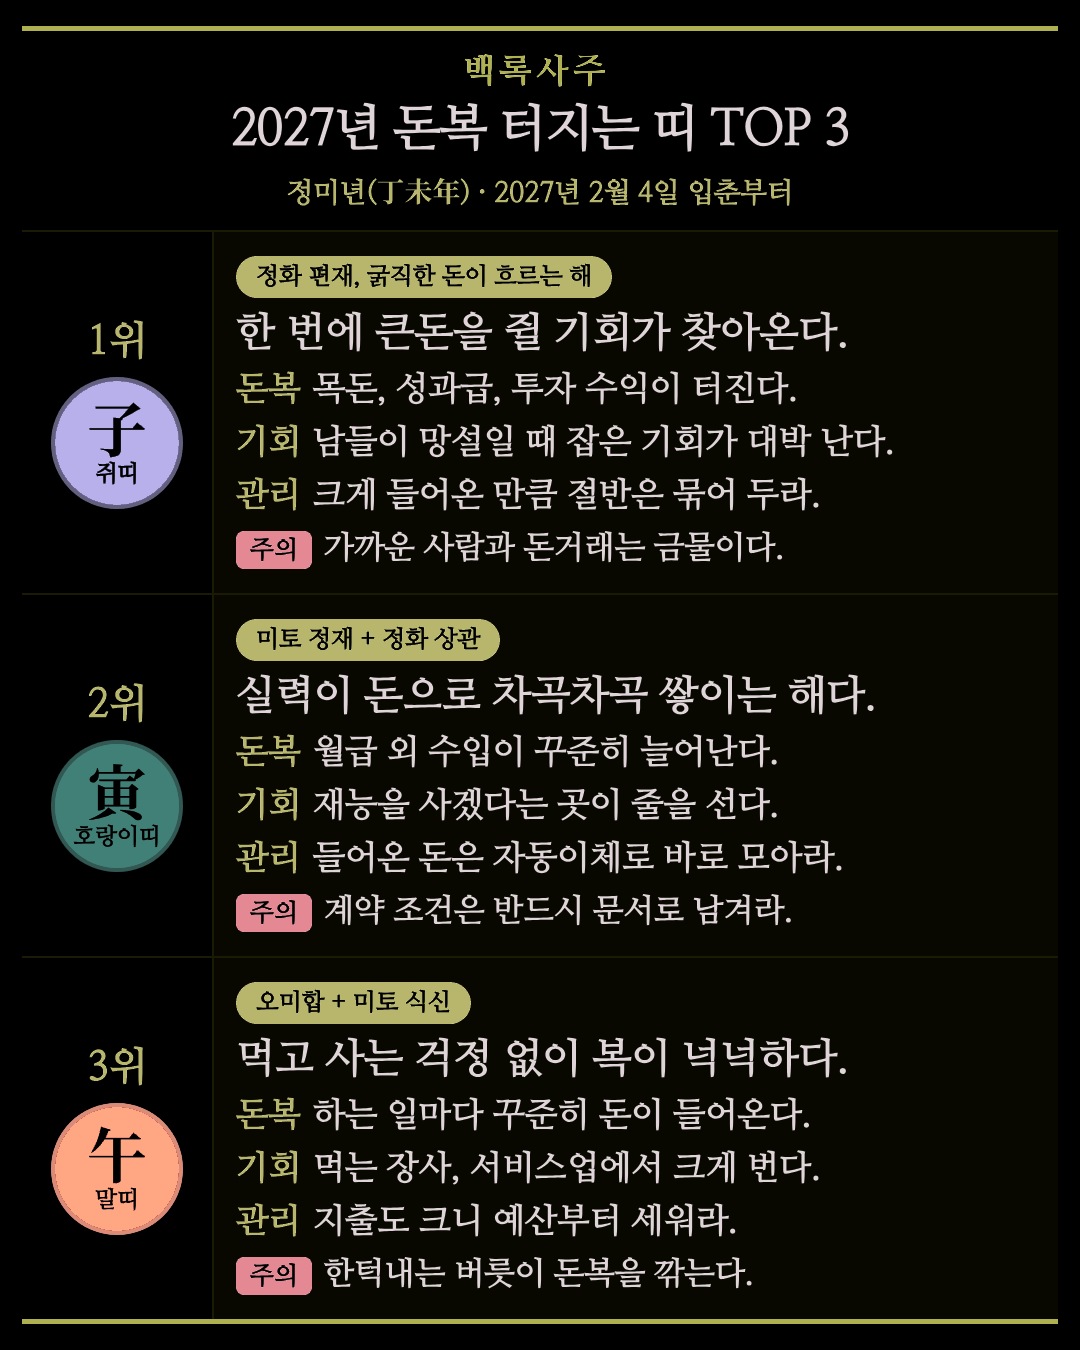 백록사주
2027년 돈복 터지는 띠 TOP 3
정미년(丁未年) · 2027년 2월 4일 입춘부터
1위
子
쥐띠
정화 편재, 굵직한 돈이 흐르는 해
한 번에 큰돈을 쥘 기회가 찾아온다.
돈복 목돈, 성과급, 투자 수익이 터진다.
기회 남들이 망설일 때 잡은 기회가 대박 난다.
관리 크게 들어온 만큼 절반은 묶어 두라.
주의 가까운 사람과 돈거래는 금물이다.
2위
寅
호랑이띠
미토 정재 + 정화 상관
실력이 돈으로 차곡차곡 쌓이는 해다.
돈복 월급 외 수입이 꾸준히 늘어난다.
기회 재능을 사겠다는 곳이 줄을 선다.
관리 들어온 돈은 자동이체로 바로 모아라.
주의 계약 조건은 반드시 문서로 남겨라.
3위
午
말띠
오미합 + 미토 식신
먹고 사는 걱정 없이 복이 넉넉하다.
돈복 하는 일마다 꾸준히 돈이 들어온다.
기회 먹는 장사, 서비스업에서 크게 번다.
관리 지출도 크니 예산부터 세워라.
주의 한턱내는 버릇이 돈복을 깎는다.